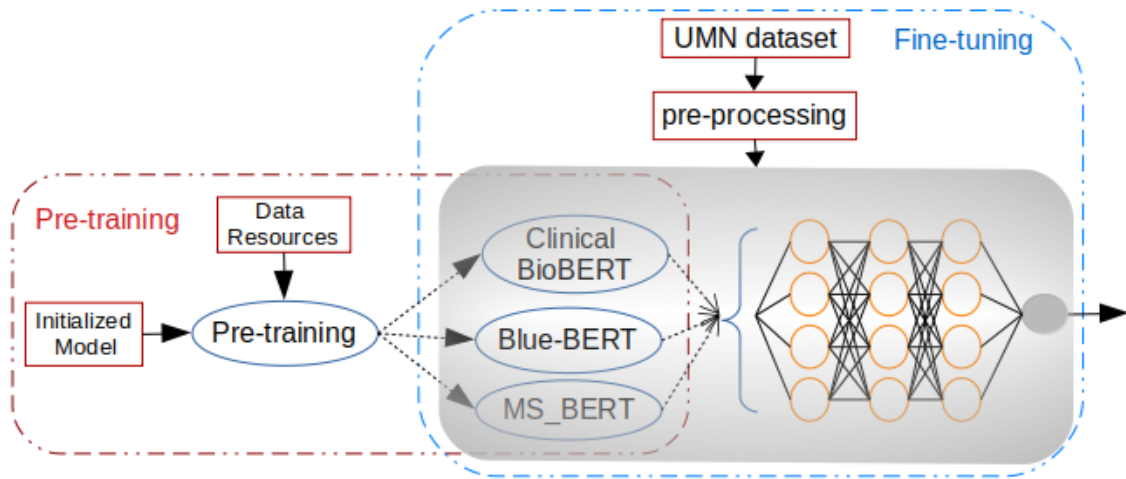 UMN dataset
Fine-tuning
pre-processing
Pre-training
Data
Resources
Initialized
Model
Pre-training
Clinical
BioBERT
Blue-BERT
MS_BERT